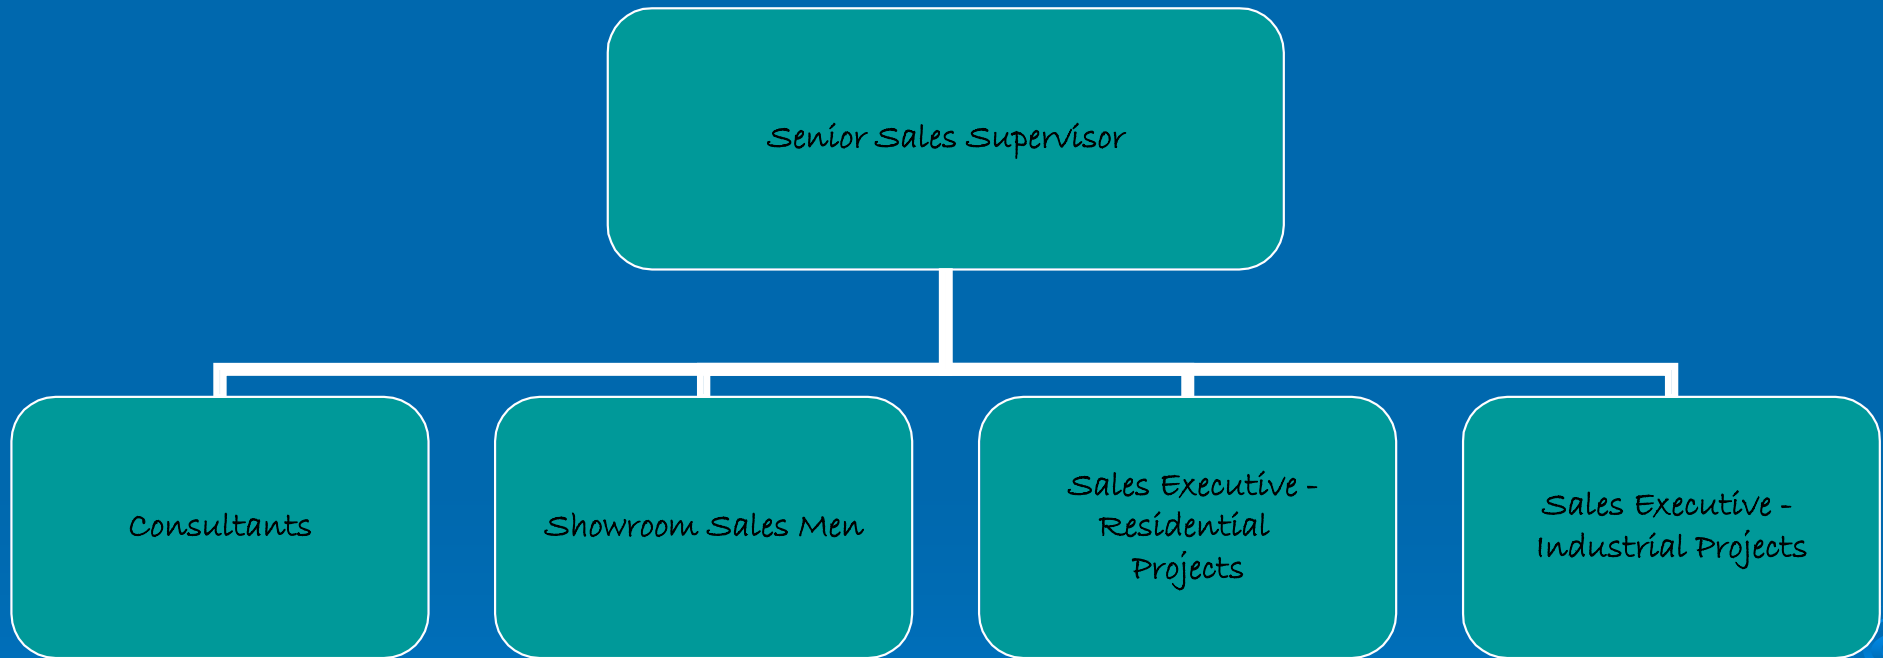 Senior Sales Supervisor
Consultants
Showroom Sales Men
Sales Executive -
Residential
Projects
Sales Executive -
Industrial Projects